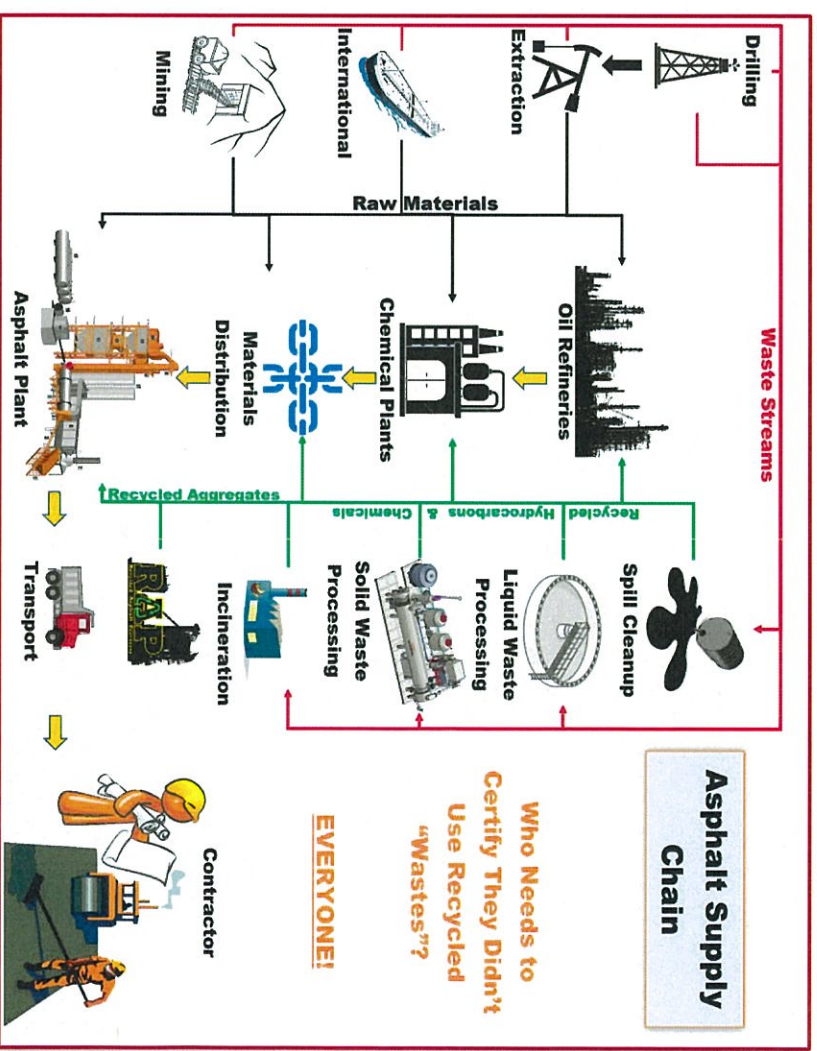 Asphalt Supply
Chain
Waste Streams
Drilling
Extraction
International
Mining
Raw Materials
Oil Refineries
Chemical Plants
Materials
Distribution
Asphalt Plant
Recycled Hydrocarbons & Chemicals
Recycled Aggregates
Spill Cleanup
Liquid Waste
Processing
Solid Waste
Processing
Incineration
RAP
Transport
Contractor
Who Needs to
Certify They Didn't
Use Recycled
"Wastes"?
EVERYONE!